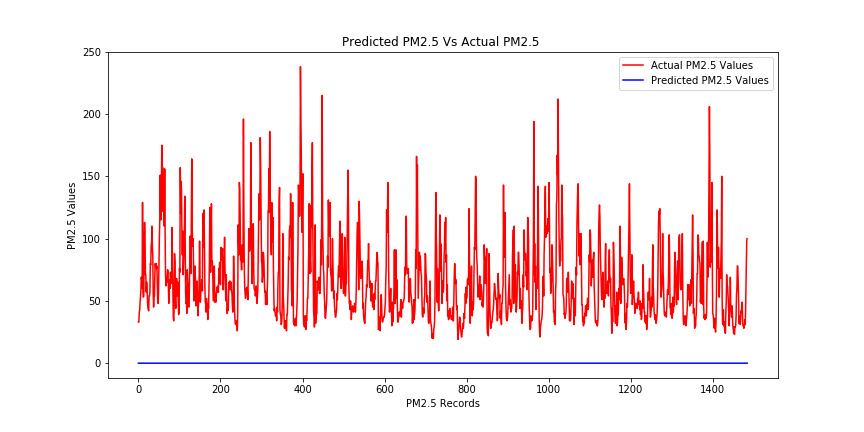 Predicted PM2.5 Vs Actual PM2.5
Actual PM2.5 Values
Predicted PM2.5 Values
PM2.5 Values
250
200
150
100
50
0
0 200 400 600 800 1000 1200 1400
PM2.5 Records